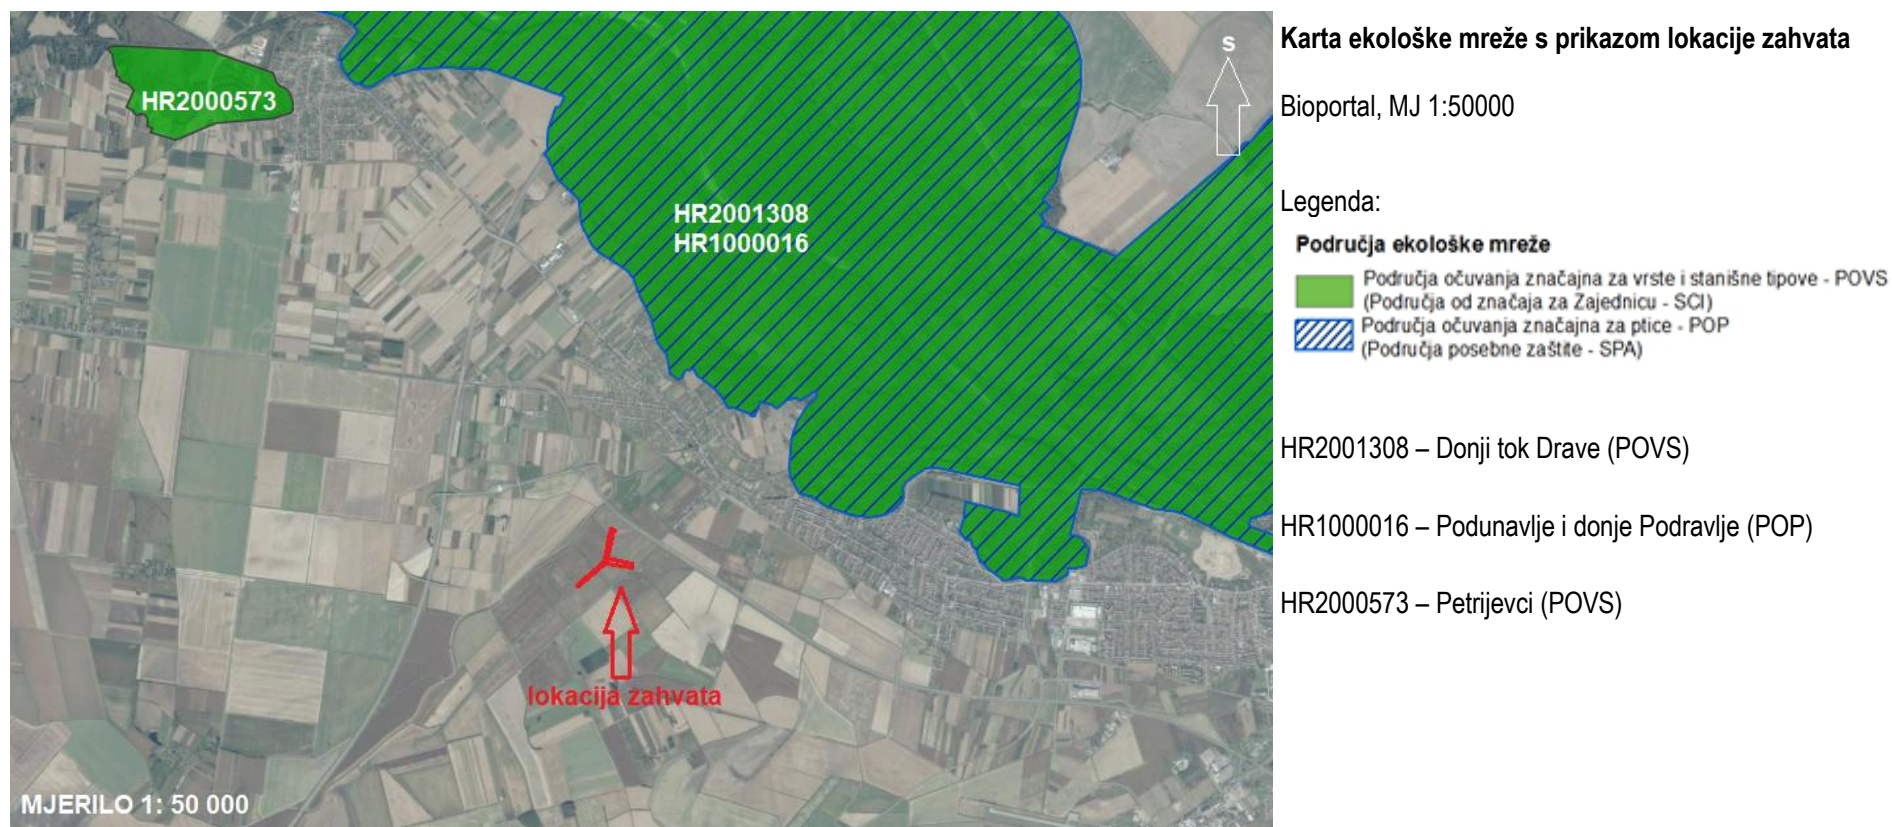 HR2000573
S
HR2001308
HR1000016
lokacija zahvata
MJERILO 1: 50 000
Karta ekološke mreže s prikazom lokacije zahvata
Bioportal, MJ 1:50000
Legenda:
Područja ekološke mreže
Područja očuvanja značajna za vrste i stanišne tipove - POVS
(Područja od značaja za Zajednicu - SCI)
Područja očuvanja značajna za ptice - POP
(Područja posebne zaštite - SPA)
HR2001308 – Donji tok Drave (POVS)
HR1000016 – Podunavlje i donje Podravlje (POP)
HR2000573 – Petrijevci (POVS)